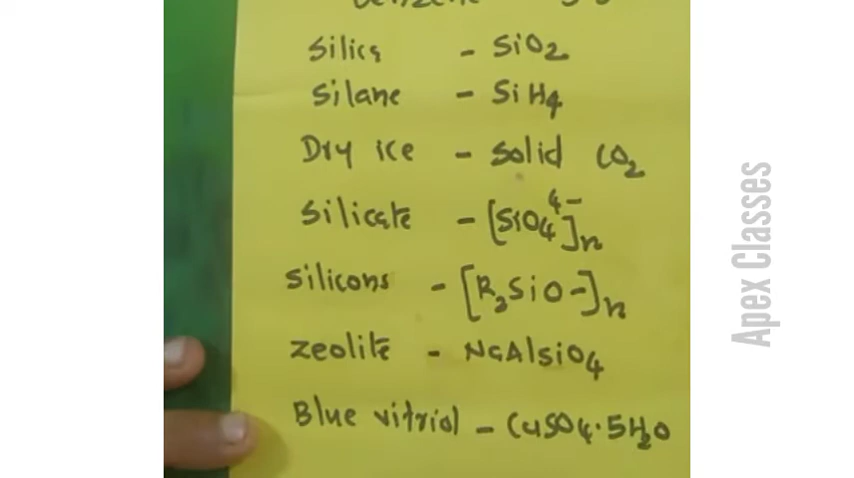 Silica - SiO2
Silane - SiH4
Dry ice - solid CO2
Silicate - [SiO4^4-]n
silicons - [R2SiO-]n
zeolite - NaAlSiO4
Blue vitriol - CuSO4.5H2O
Apex Classes